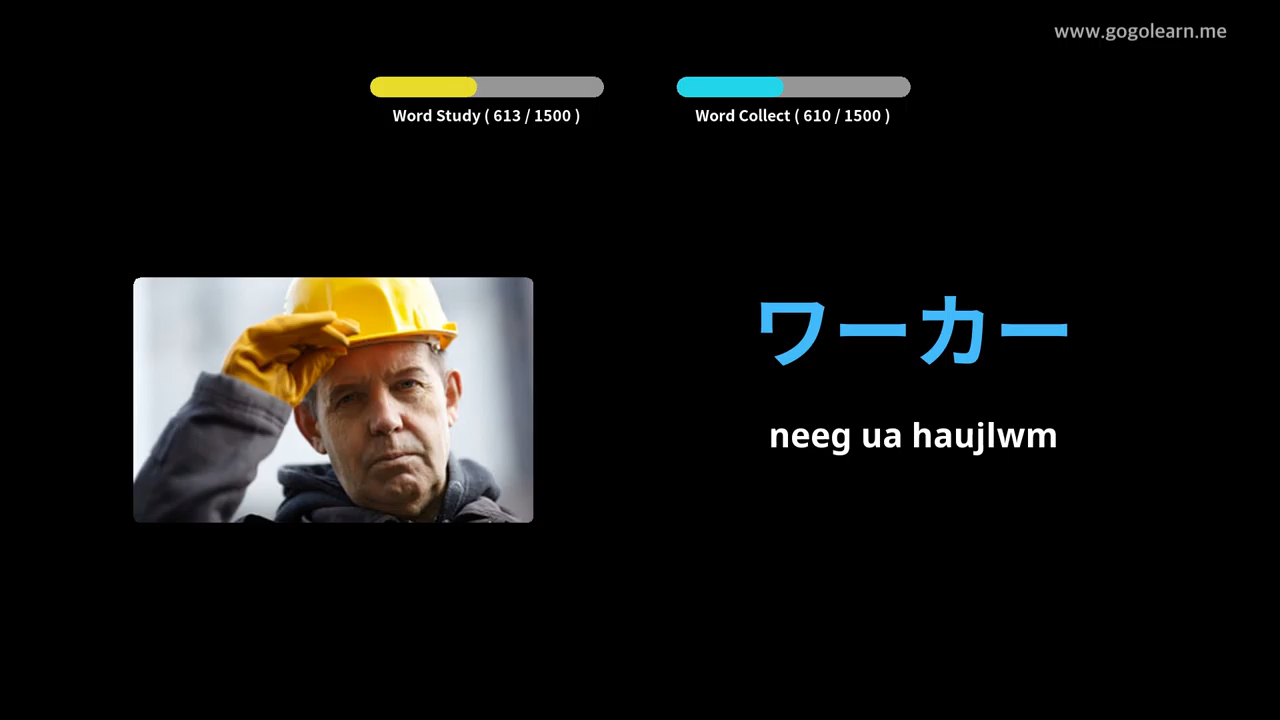 www.gogolearn.me
Word Study ( 613 / 1500 )
Word Collect ( 610 / 1500 )
ワーカー
neeg ua haujlwm